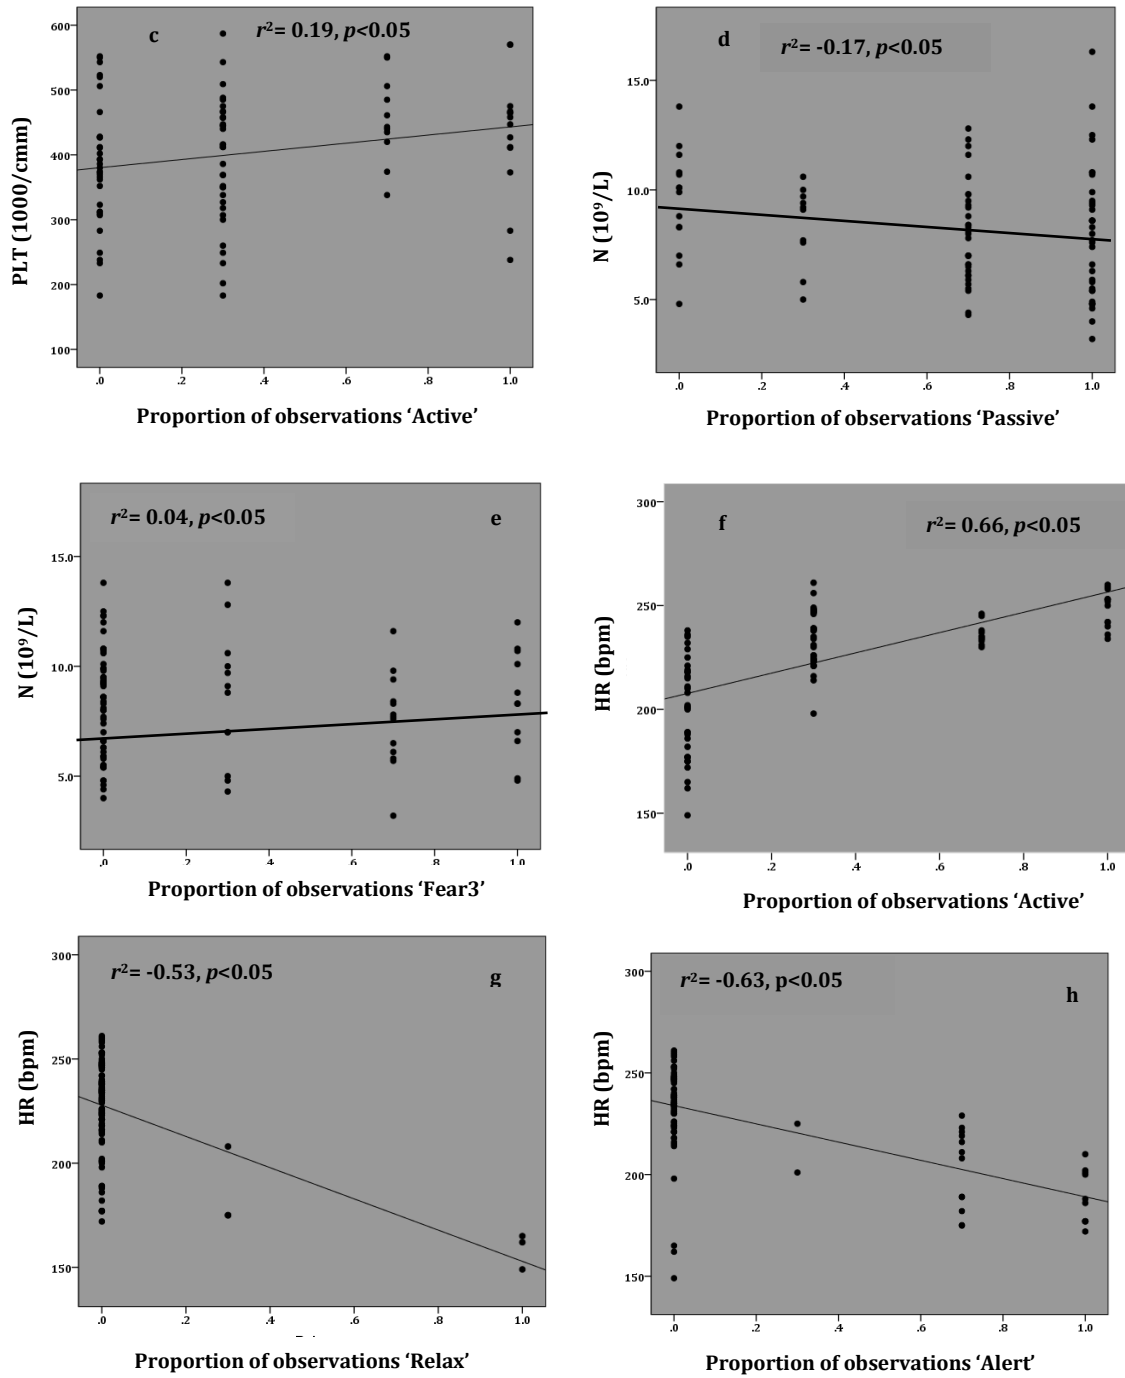 c
r²= 0.19, p<0.05
PLT (1000/cmm)
600
500
400
300
200
100
.0 .2 .4 .6 .8 1.0
Proportion of observations ‘Active’
d
r²= -0.17, p<0.05
N (10⁹/L)
15.0
10.0
5.0
.0 .2 .4 .6 .8 1.0
Proportion of observations ‘Passive’
r²= 0.04, p<0.05
e
N (10⁹/L)
15.0
10.0
5.0
.0 .2 .4 .6 .8 1.0
Proportion of observations ‘Fear3’
f
r²= 0.66, p<0.05
HR (bpm)
300
250
200
150
.0 .2 .4 .6 .8 1.0
Proportion of observations ‘Active’
r²= -0.53, p<0.05
g
HR (bpm)
300
250
200
150
.0 .2 .4 .6 .8 1.0
Proportion of observations ‘Relax’
r²= -0.63, p<0.05
h
HR (bpm)
300
250
200
150
.0 .2 .4 .6 .8 1.0
Proportion of observations ‘Alert’